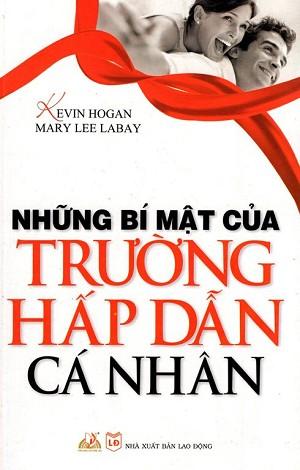 KEVIN HOGAN
MARY LEE LABAY
NHỮNG BÍ MẬT CỦA
TRƯỜNG
HẤP DẪN
CÁ NHÂN
LĐ
NHÀ XUẤT BẢN LAO ĐỘNG